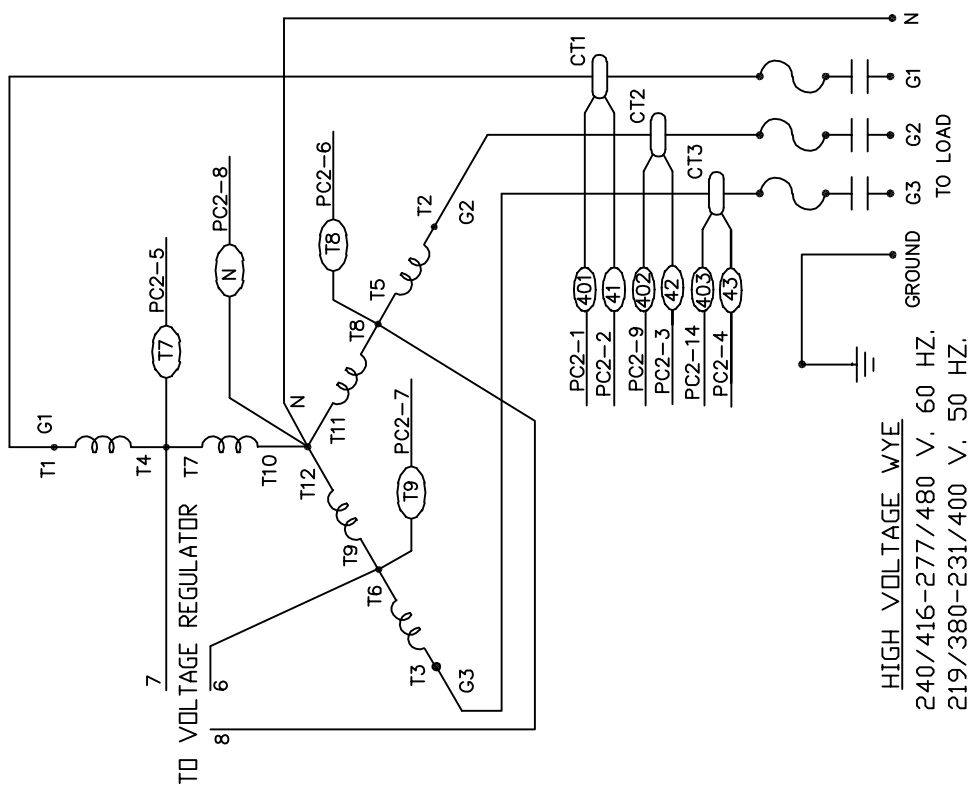 N
G1
G2
G3
TO LOAD
GROUND
CT1
CT2
CT3
PC2-1
401
PC2-2
41
PC2-9
402
PC2-3
42
PC2-14
403
PC2-4
43
PC2-8
N
PC2-6
T8
PC2-5
T7
PC2-7
T9
T1
G1
T4
T7
T10
N
T12
T11
T8
T5
T2
G2
T9
T6
T3
G3
TO VOLTAGE REGULATOR
7
6
8
HIGH VOLTAGE WYE
240/416-277/480 V. 60 HZ.
219/380-231/400 V. 50 HZ.